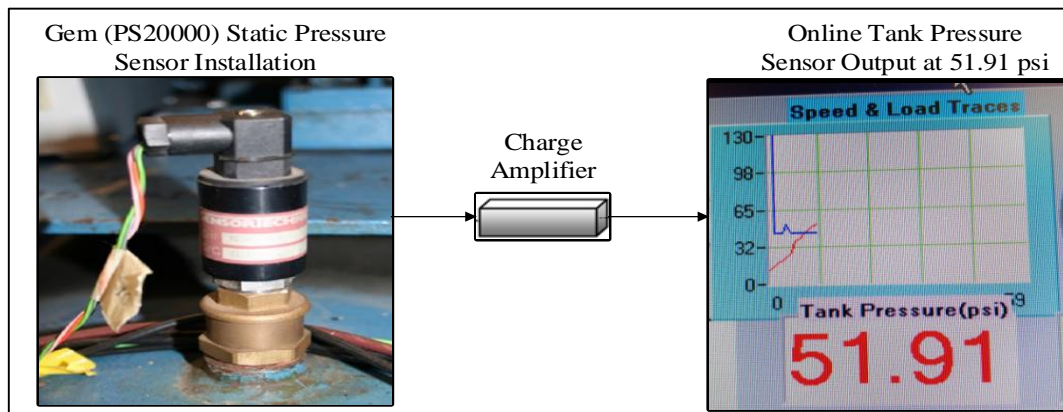 Gem (PS20000) Static Pressure
Sensor Installation
Charge
Amplifier
Online Tank Pressure
Sensor Output at 51.91 psi
Speed & Load Traces
130
98
65
32
0
0
Tank Pressure(psi)
51.91